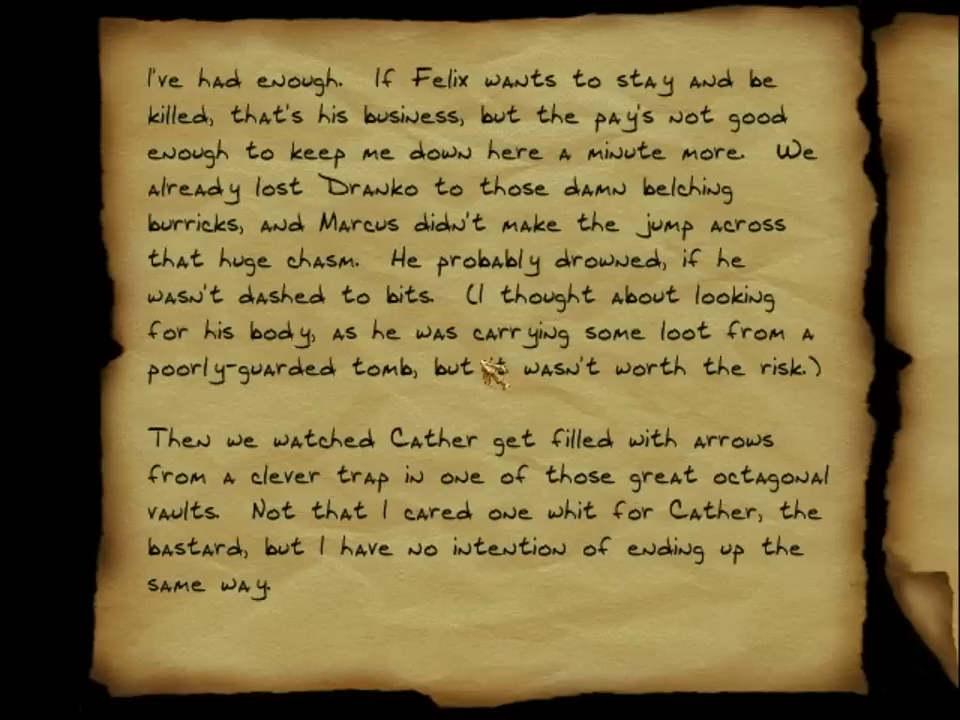 I've had enough. If Felix wants to stay and be
killed, that's his business, but the pay's not good
enough to keep me down here a minute more. We
already lost Dranko to those damn belching
burricks, and Marcus didn't make the jump across
that huge chasm. He probably drowned, if he
wasn't dashed to bits. (I thought about looking
for his body, as he was carrying some loot from a
poorly-guarded tomb, but wasn't worth the risk.)
Then we watched Cather get filled with arrows
from a clever trap in one of those great octagonal
vaults. Not that I cared one whit for Cather, the
bastard, but I have no intention of ending up the
same way.